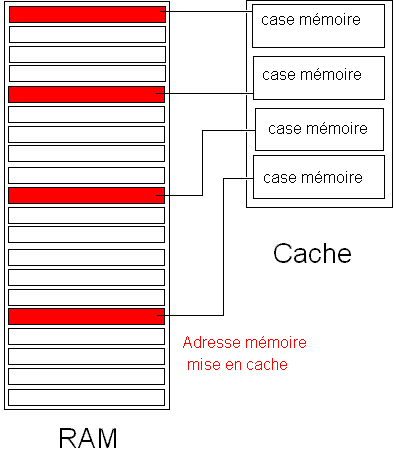 case mémoire
case mémoire
case mémoire
case mémoire
Cache
Adresse mémoire
mise en cache
RAM